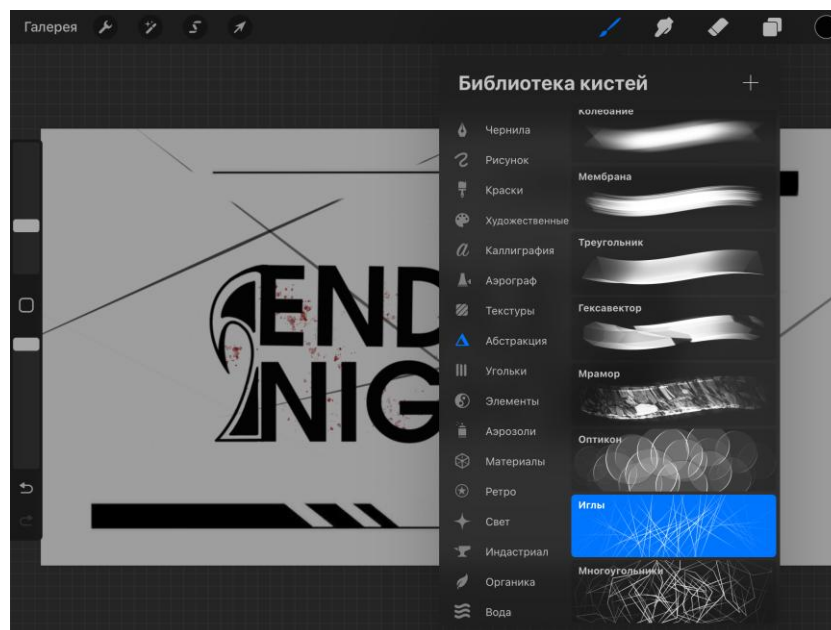 Галерея
Библиотека кистей
Чернила
Рисунок
Краски
Художественные
Каллиграфия
Аэрограф
Текстуры
Абстракция
Угольки
Элементы
Аэрозоли
Материалы
Ретро
Свет
Индастриал
Органика
Вода
Колебание
Мембрана
Треугольник
Гексавектор
Мрамор
Оптикон
Иглы
Многоугольники
END
NIG